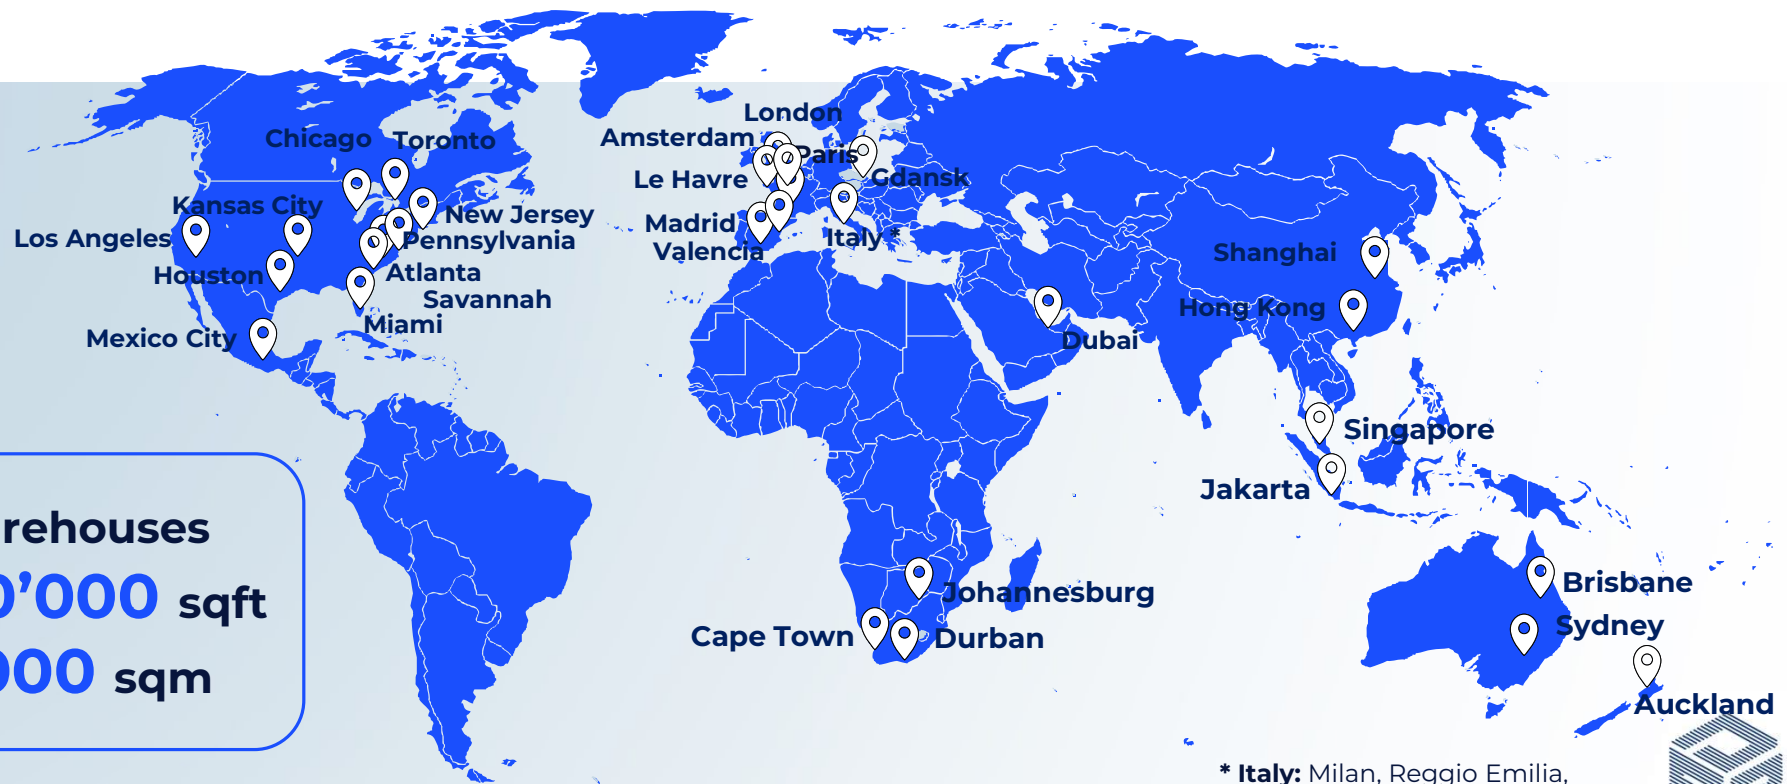 London
Amsterdam
Chicago
Toronto
Paris
Le Havre
Gdansk
Kansas City
New Jersey
Madrid
Los Angeles
Pennsylvania
Italy *
Valencia
Shanghai
Houston
Atlanta
Savannah
Hong Kong
Miami
Mexico City
Dubai
Singapore
Jakarta
rehouses
Brisbane
Johannesburg
0’000 sqft
Sydney
Cape Town
Durban
000 sqm
Auckland
* Italy: Milan, Reggio Emilia,